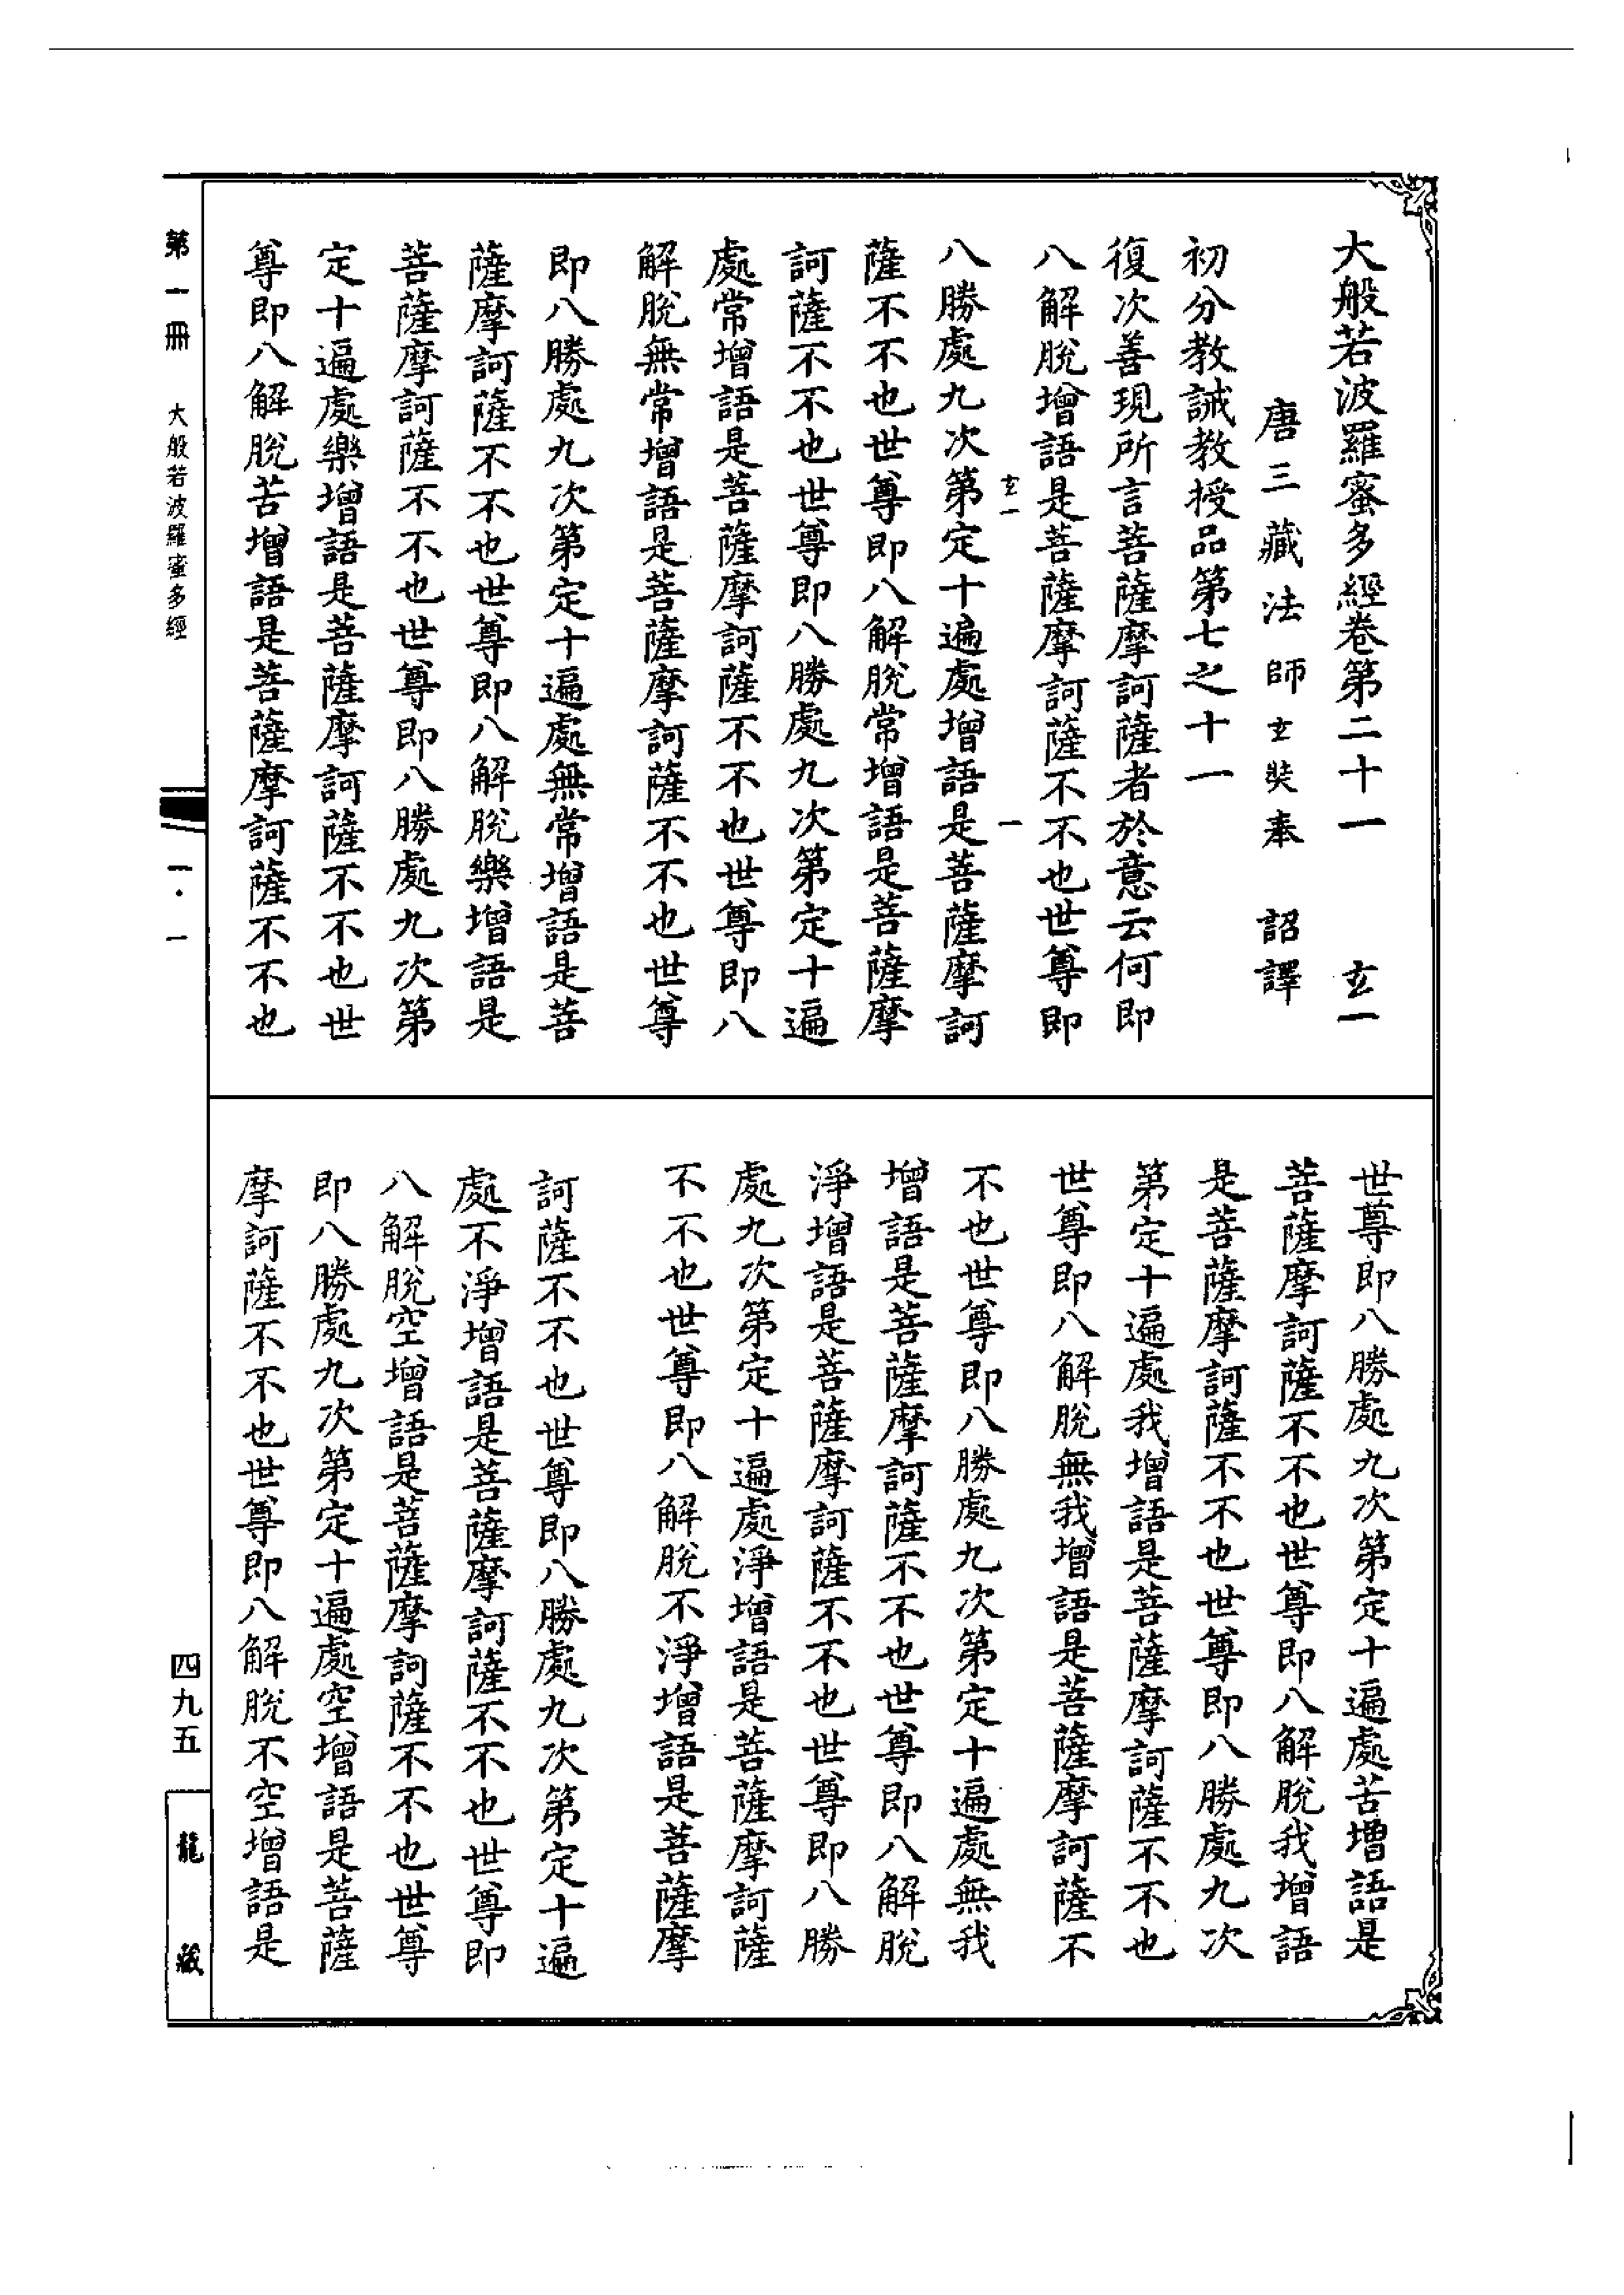 大般若波羅蜜多經卷第二十一 玄一
唐三藏法師玄奘奉 詔譯
初分教誡教授品第七之十一
復次善現所言菩薩摩訶薩者於意云何即
八解脫增語是菩薩摩訶薩不不也世尊即
玄一 一
八勝處九次第定十遍處增語是菩薩摩訶
薩不不也世尊即八解脫常增語是菩薩摩
訶薩不不也世尊即八勝處九次第定十遍
處常增語是菩薩摩訶薩不不也世尊即八
解脫無常增語是菩薩摩訶薩不不也世尊
即八勝處九次第定十遍處無常增語是菩
薩摩訶薩不不也世尊即八解脫樂增語是
菩薩摩訶薩不不也世尊即八勝處九次第
定十遍處樂增語是菩薩摩訶薩不不也世
尊即八解脫苦增語是菩薩摩訶薩不不也
世尊即八勝處九次第定十遍處苦增語是
菩薩摩訶薩不不也世尊即八解脫我增語
是菩薩摩訶薩不不也世尊即八勝處九次
第定十遍處我增語是菩薩摩訶薩不不也
世尊即八解脫無我增語是菩薩摩訶薩不
不也世尊即八勝處九次第定十遍處無我
增語是菩薩摩訶薩不不也世尊即八解脫
淨增語是菩薩摩訶薩不不也世尊即八勝
處九次第定十遍處淨增語是菩薩摩訶薩
不不也世尊即八解脫不淨增語是菩薩摩
訶薩不不也世尊即八勝處九次第定十遍
處不淨增語是菩薩摩訶薩不不也世尊即
八解脫空增語是菩薩摩訶薩不不也世尊
即八勝處九次第定十遍處空增語是菩薩
摩訶薩不不也世尊即八解脫不空增語是
第一冊 大般若波羅蜜多經 一·一
四九五
龍藏